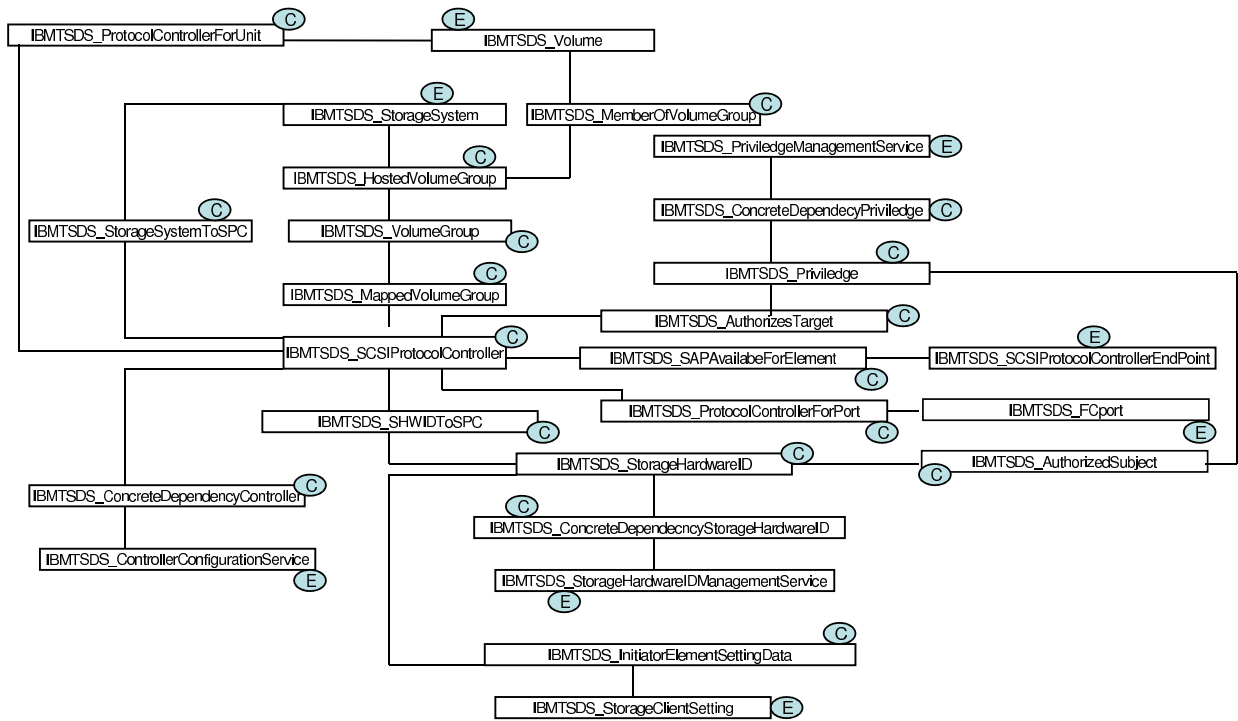 C
IBMTSDS_ProtocolControllerForUnit
E
IBMTSDS_Volume
E
IBMTSDS_StorageSystem
C
IBMTSDS_MemberOfVolumeGroup
IBMTSDS_PriviledgeManagementService
E
C
IBMTSDS_HostedVolumeGroup
C
IBMTSDS_StorageSystemToSPC
IBMTSDS_VolumeGroup
C
IBMTSDS_ConcreteDependecyPriviledge
C
C
IBMTSDS_MappedVolumeGroup
C
IBMTSDS_Priviledge
IBMTSDS_AuthorizesTarget
C
C
IBMTSDS_SCSIProtocolController
IBMTSDS_SAPAvailabeForElement
C
E
IBMTSDS_SCSIProtocolControllerEndPoint
IBMTSDS_ProtocolControllerForPort
C
IBMTSDS_FCport
E
IBMTSDS_SHWIDToSPC
C
C
IBMTSDS_StorageHardwareID
IBMTSDS_AuthorizedSubject
C
IBMTSDS_ConcreteDependencyController
C
C
IBMTSDS_ConcreteDependecncyStorageHardwareID
IBMTSDS_ControllerConfigurationService
E
IBMTSDS_StorageHardwareIDManagementService
E
C
IBMTSDS_InitiatorElementSettingData
IBMTSDS_StorageClientSetting
E